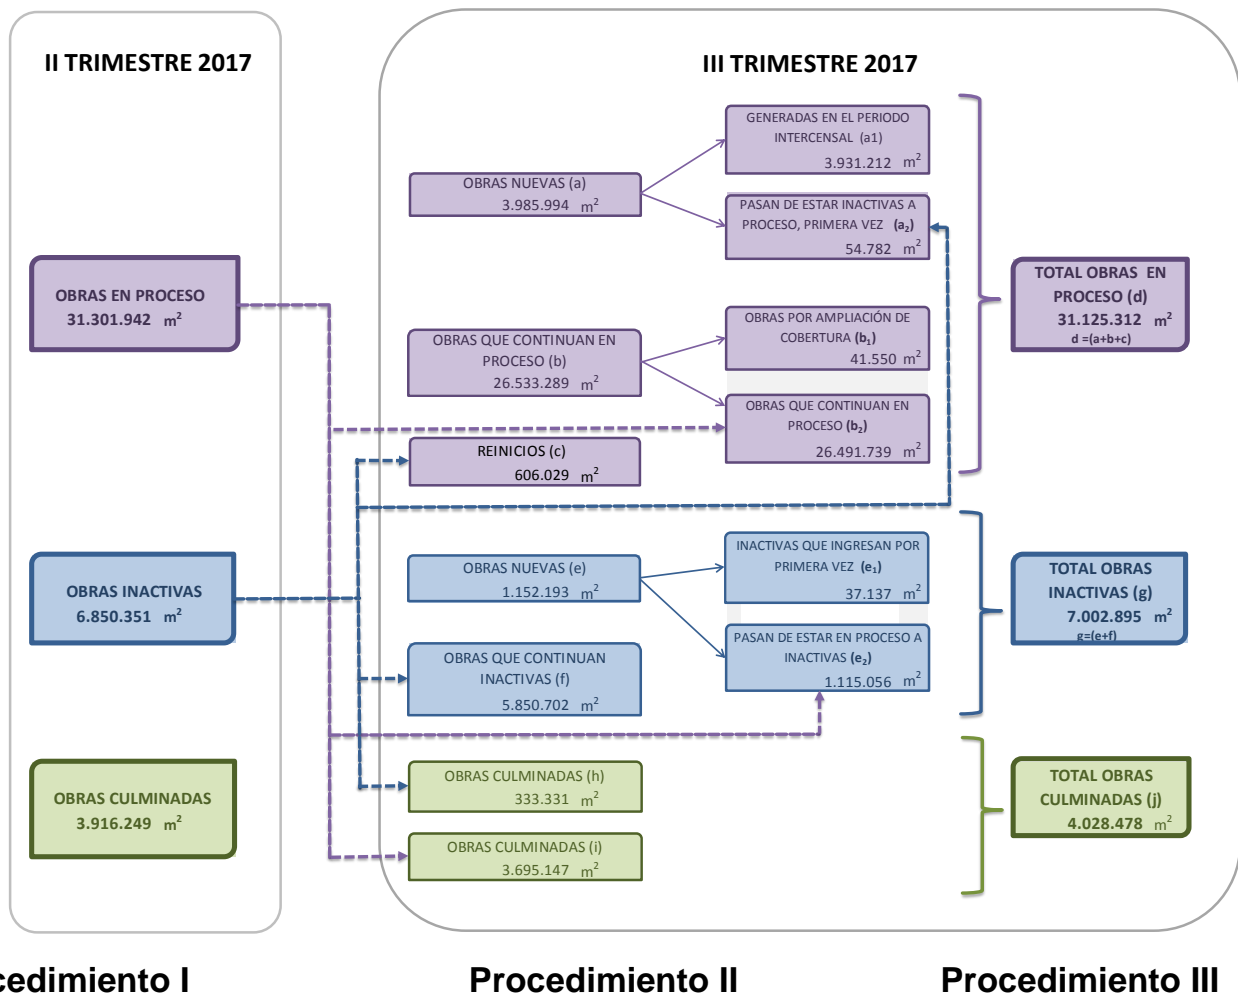 II TRIMESTRE 2017
OBRAS EN PROCESO
31.301.942 m²
OBRAS INACTIVAS
6.850.351 m²
OBRAS CULMINADAS
3.916.249 m²
III TRIMESTRE 2017
OBRAS NUEVAS (a)
3.985.994 m²
GENERADAS EN EL PERIODO
INTERCENSAL (a1)
3.931.212 m²
PASAN DE ESTAR INACTIVAS A
PROCESO, PRIMERA VEZ (a₂)
54.782 m²
OBRAS QUE CONTINUAN EN
PROCESO (b)
26.533.289 m²
OBRAS POR AMPLIACIÓN DE
COBERTURA (b₁)
41.550 m²
OBRAS QUE CONTINUAN EN
PROCESO (b₂)
26.491.739 m²
REINICIOS (c)
606.029 m²
TOTAL OBRAS EN
PROCESO (d)
31.125.312 m²
d =(a+b+c)
OBRAS NUEVAS (e)
1.152.193 m²
INACTIVAS QUE INGRESAN POR
PRIMERA VEZ (e₁)
37.137 m²
PASAN DE ESTAR EN PROCESO A
INACTIVAS (e₂)
1.115.056 m²
OBRAS QUE CONTINUAN
INACTIVAS (f)
5.850.702 m²
TOTAL OBRAS
INACTIVAS (g)
7.002.895 m²
g=(e+f)
OBRAS CULMINADAS (h)
333.331 m²
OBRAS CULMINADAS (i)
3.695.147 m²
TOTAL OBRAS
CULMINADAS (j)
4.028.478 m²
cedimiento I
Procedimiento II
Procedimiento III